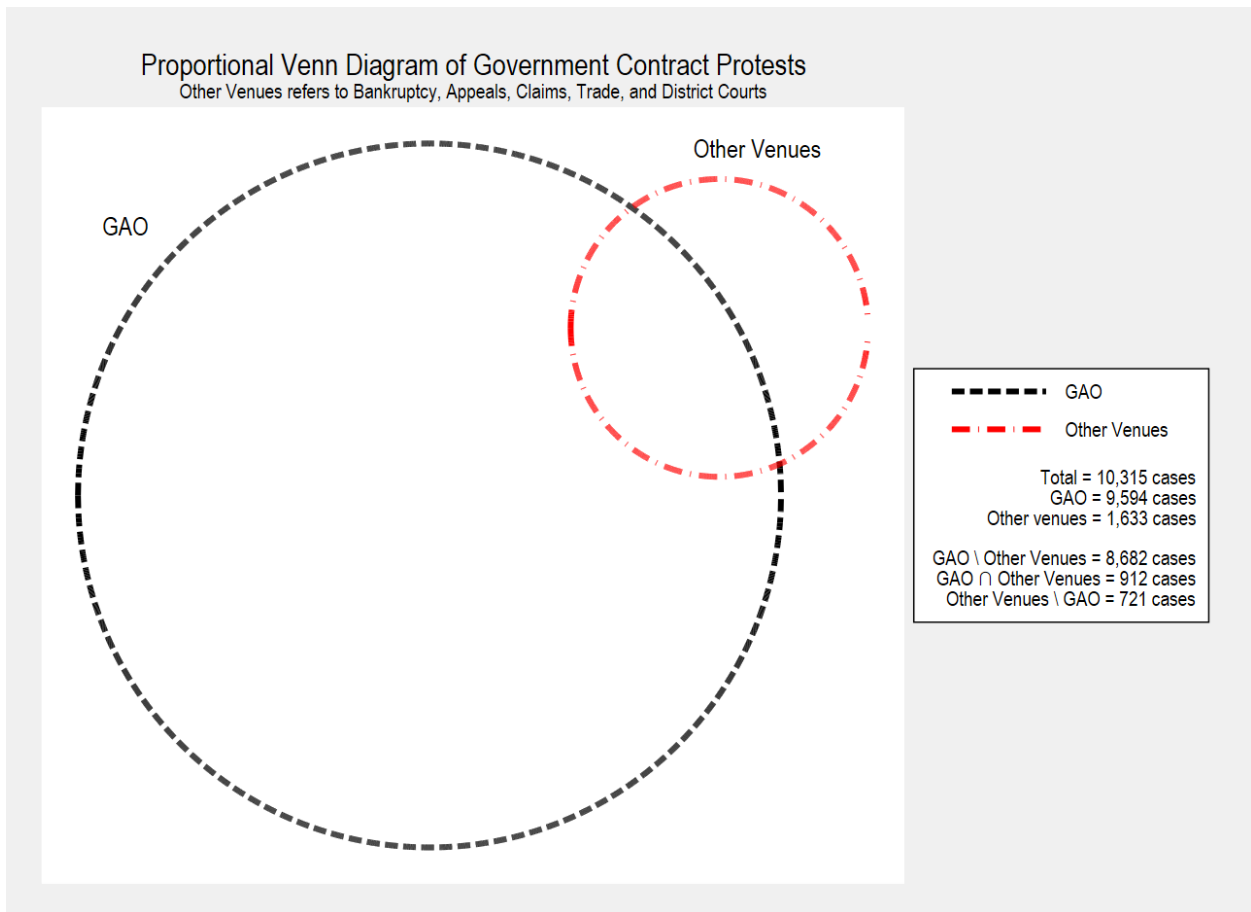 Proportional Venn Diagram of Government Contract Protests
Other Venues refers to Bankruptcy, Appeals, Claims, Trade, and District Courts
Other Venues
GAO
GAO
Other Venues
Total = 10,315 cases
GAO = 9,594 cases
Other venues = 1,633 cases
GAO \ Other Venues = 8,682 cases
GAO ∩ Other Venues = 912 cases
Other Venues \ GAO = 721 cases